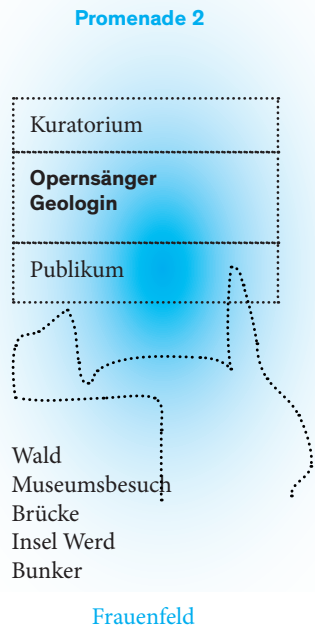 Promenade 2
Kuratorium
Opernsänger
Geologin
Publikum
Wald
Museumsbesuch
Brücke
Insel Werd
Bunker
Frauenfeld